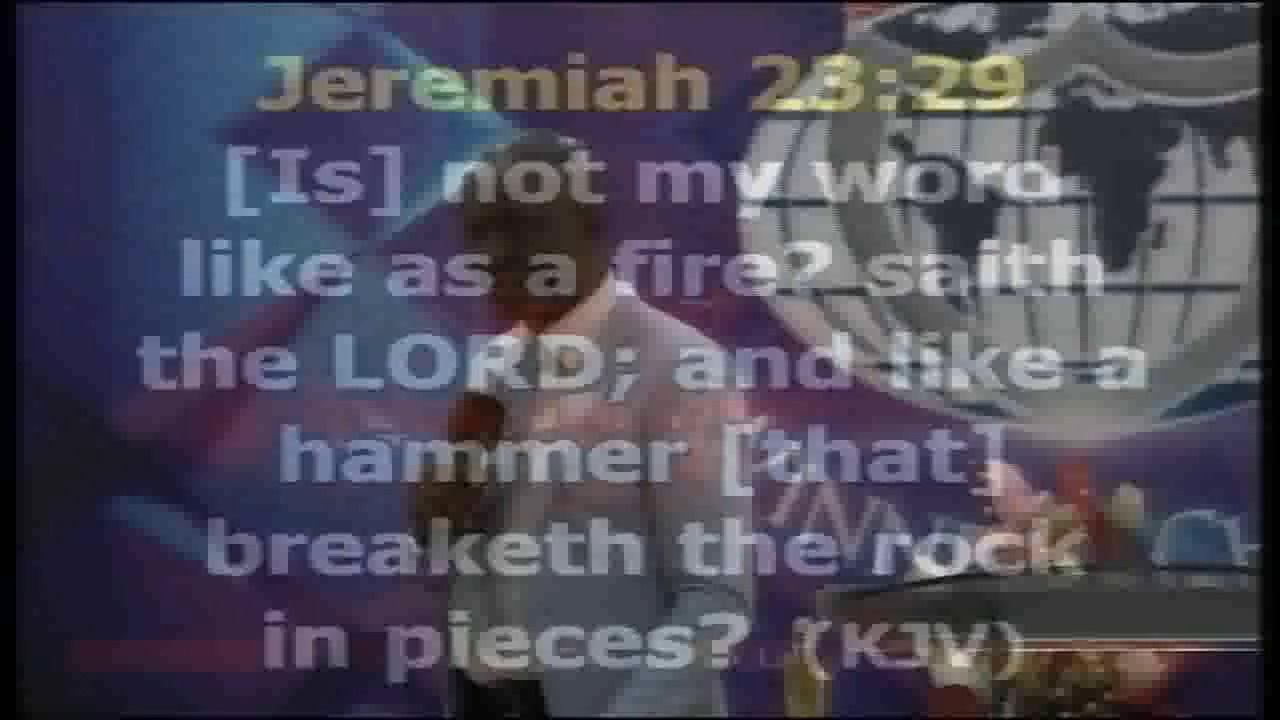 Jeremiah 23:29
[Is] not my word
like as a fire? saith
the LORD; and like a
hammer [that]
breaketh the rock
in pieces? (KJV)